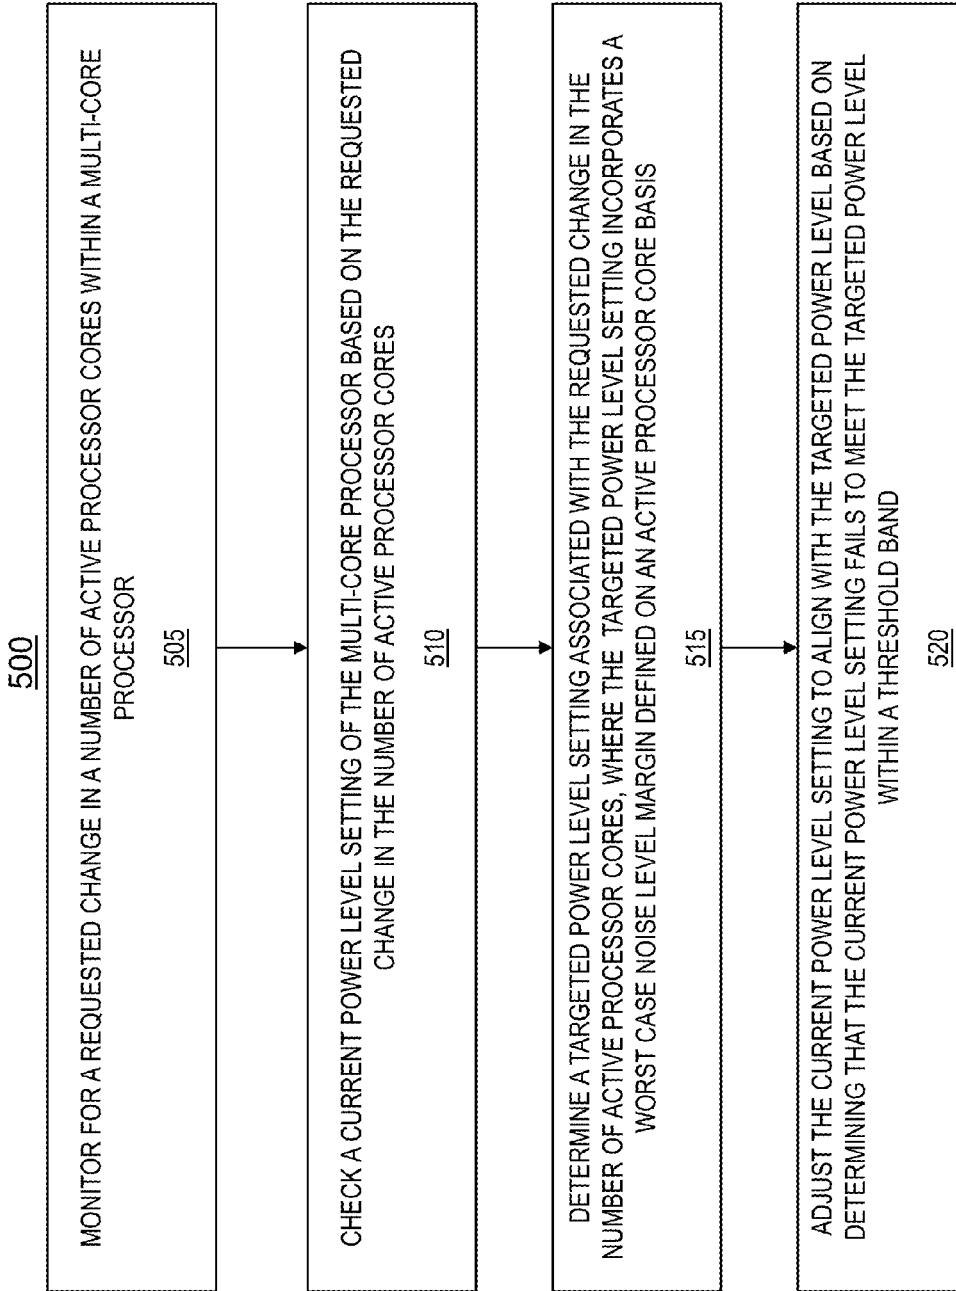 500
MONITOR FOR A REQUESTED CHANGE IN A NUMBER OF ACTIVE PROCESSOR CORES WITHIN A MULTI-CORE
PROCESSOR
505
CHECK A CURRENT POWER LEVEL SETTING OF THE MULTI-CORE PROCESSOR BASED ON THE REQUESTED
CHANGE IN THE NUMBER OF ACTIVE PROCESSOR CORES
510
DETERMINE A TARGETED POWER LEVEL SETTING ASSOCIATED WITH THE REQUESTED CHANGE IN THE
NUMBER OF ACTIVE PROCESSOR CORES, WHERE THE TARGETED POWER LEVEL SETTING INCORPORATES A
WORST CASE NOISE LEVEL MARGIN DEFINED ON AN ACTIVE PROCESSOR CORE BASIS
515
ADJUST THE CURRENT POWER LEVEL SETTING TO ALIGN WITH THE TARGETED POWER LEVEL BASED ON
DETERMINING THAT THE CURRENT POWER LEVEL SETTING FAILS TO MEET THE TARGETED POWER LEVEL
WITHIN A THRESHOLD BAND
520